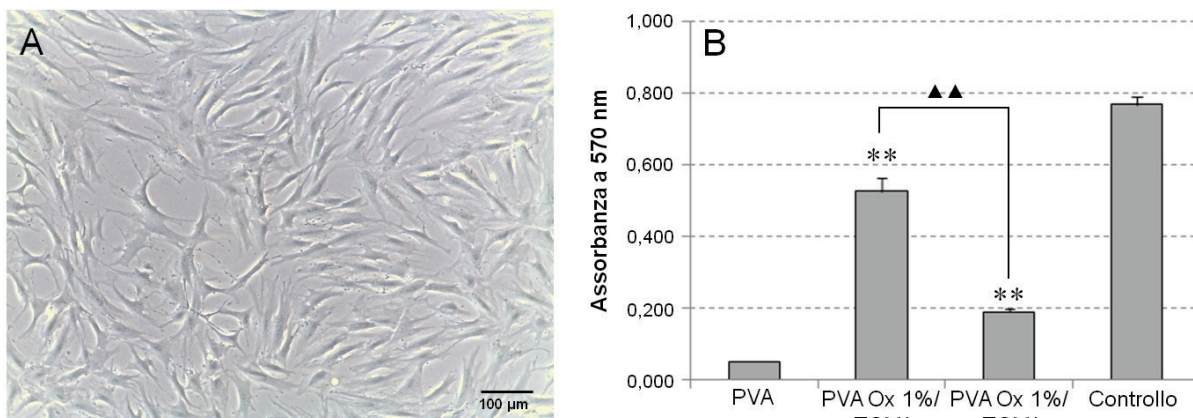 A
100 µm
B
Assorbanza a 570 nm
1,000
0,800
0,600
0,400
0,200
0,000
▲▲
**
**
PVA
PVA Ox 1%/
PVA Ox 1%/
Controllo